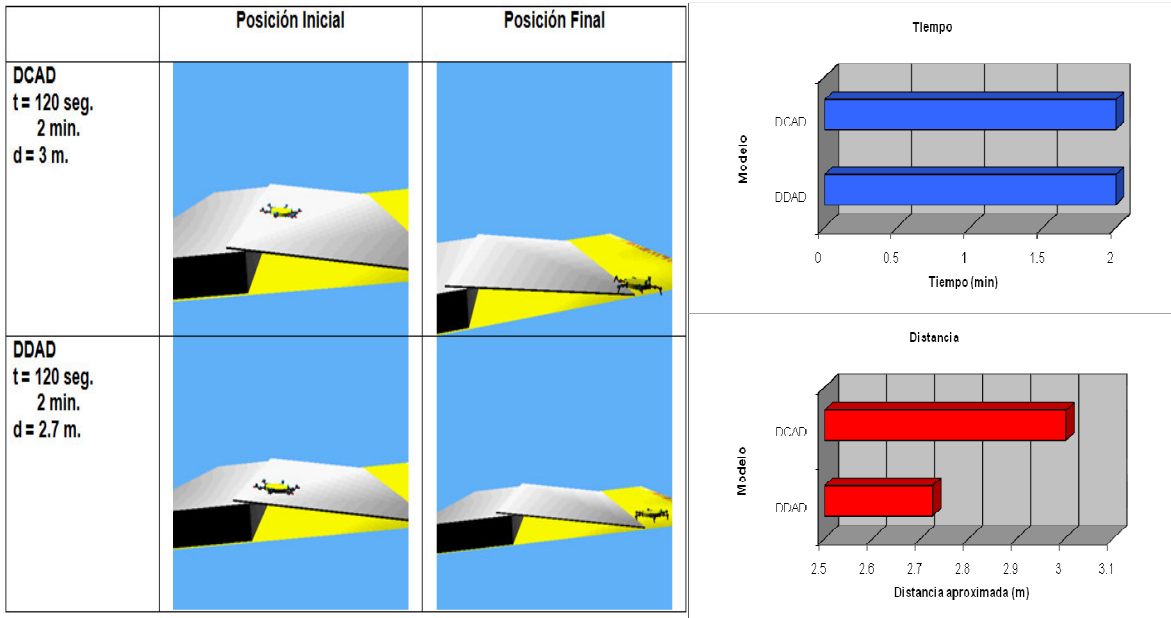 Posición Inicial
Posición Final
DCAD
t = 120 seg.
2 min.
d = 3 m.
DDAD
t = 120 seg.
2 min.
d = 2.7 m.
Tiempo
Modelo
DCAD
DDAD
0 0.5 1 1.5 2
Tiempo (min)
Distancia
Modelo
DCAD
DDAD
2.5 2.6 2.7 2.8 2.9 3 3.1
Distancia aproximada (m)